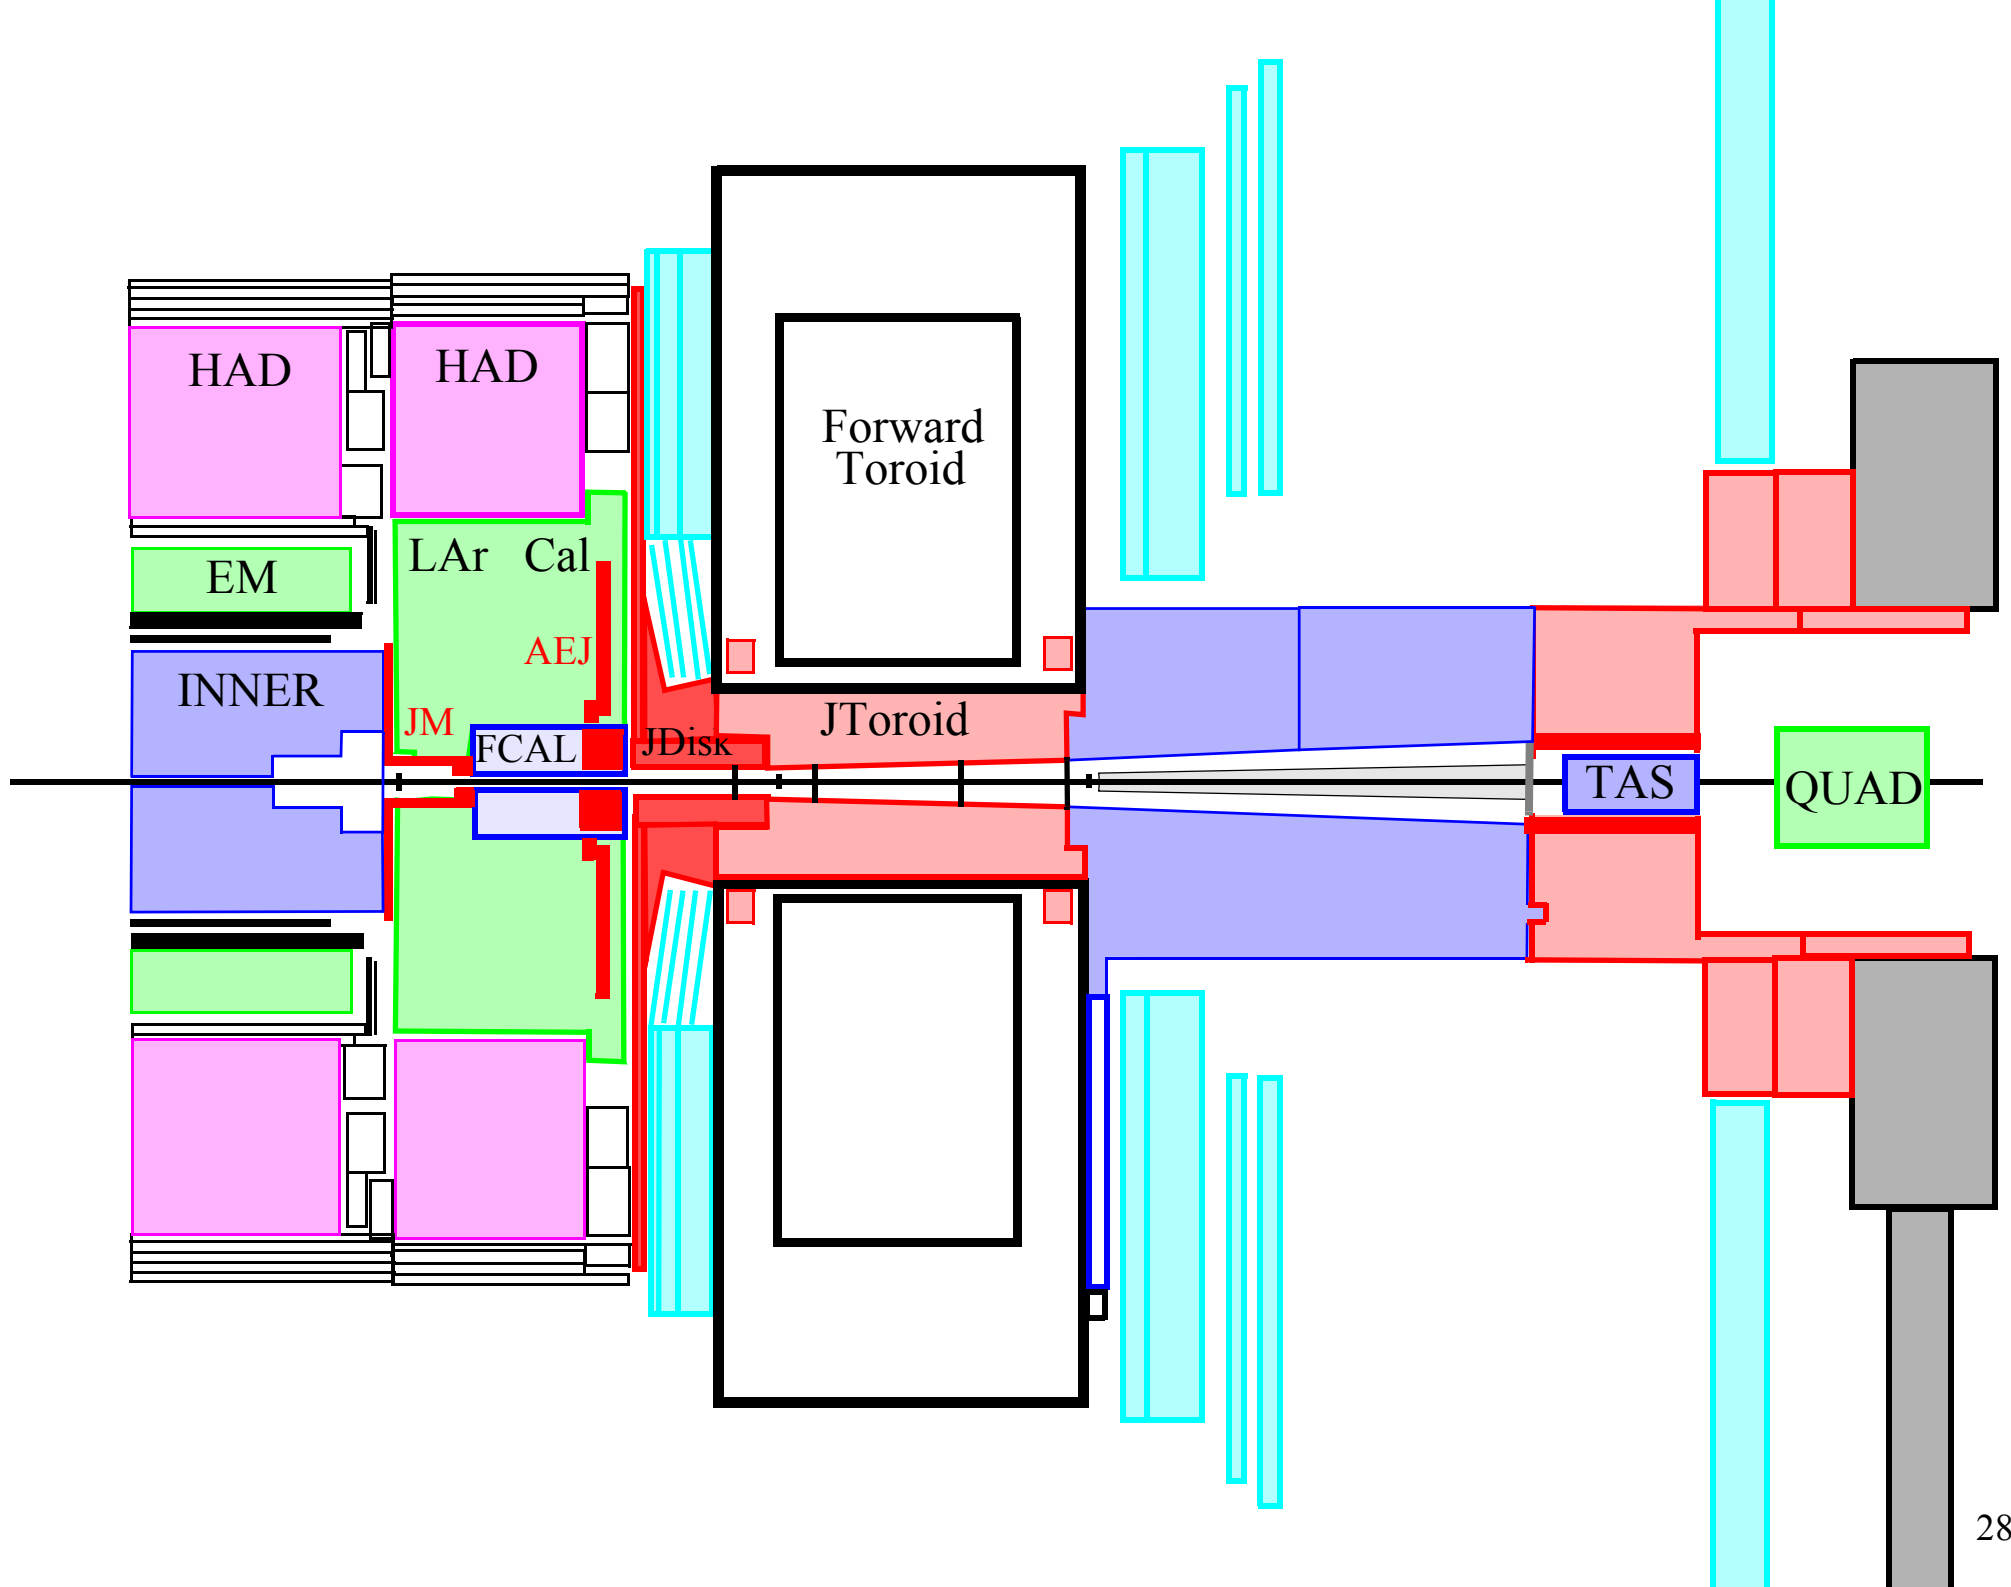 HAD
HAD
Forward
Toroid
LAr Cal
EM
AEJ
INNER
JM
FCAL
JDisk
JToroid
TAS
QUAD
28